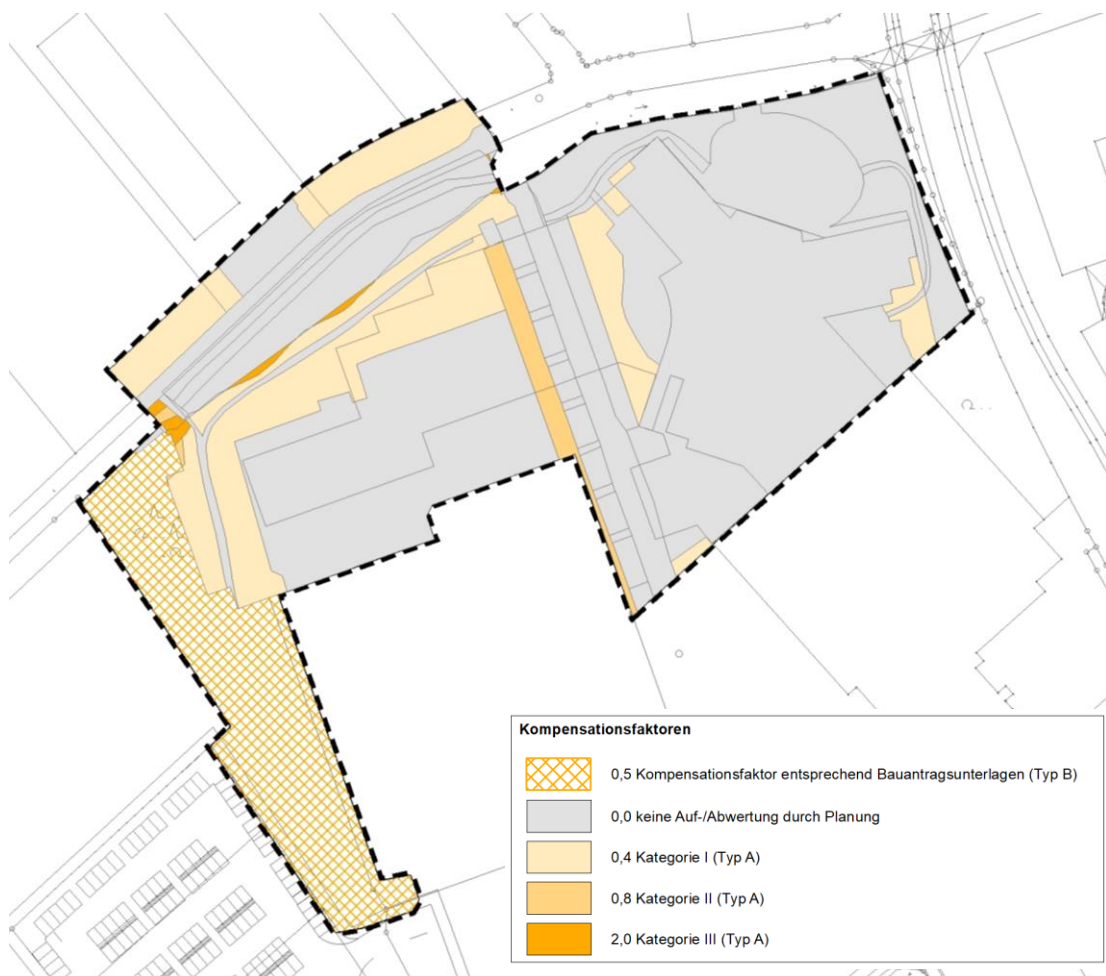 Kompensationsfaktoren
0,5 Kompensationsfaktor entsprechend Bauantragsunterlagen (Typ B)
0,0 keine Auf-/Abwertung durch Planung
0,4 Kategorie I (Typ A)
0,8 Kategorie II (Typ A)
2,0 Kategorie III (Typ A)